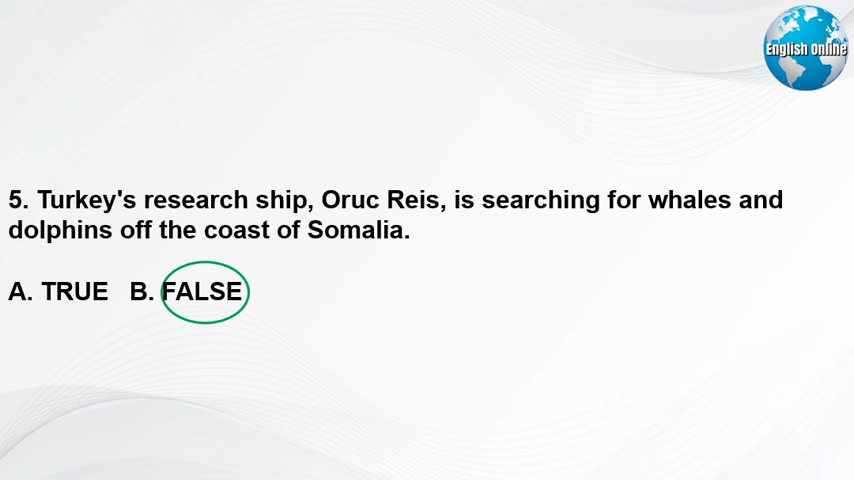 English Online
5. Turkey's research ship, Oruc Reis, is searching for whales and
dolphins off the coast of Somalia.
A. TRUE B. FALSE